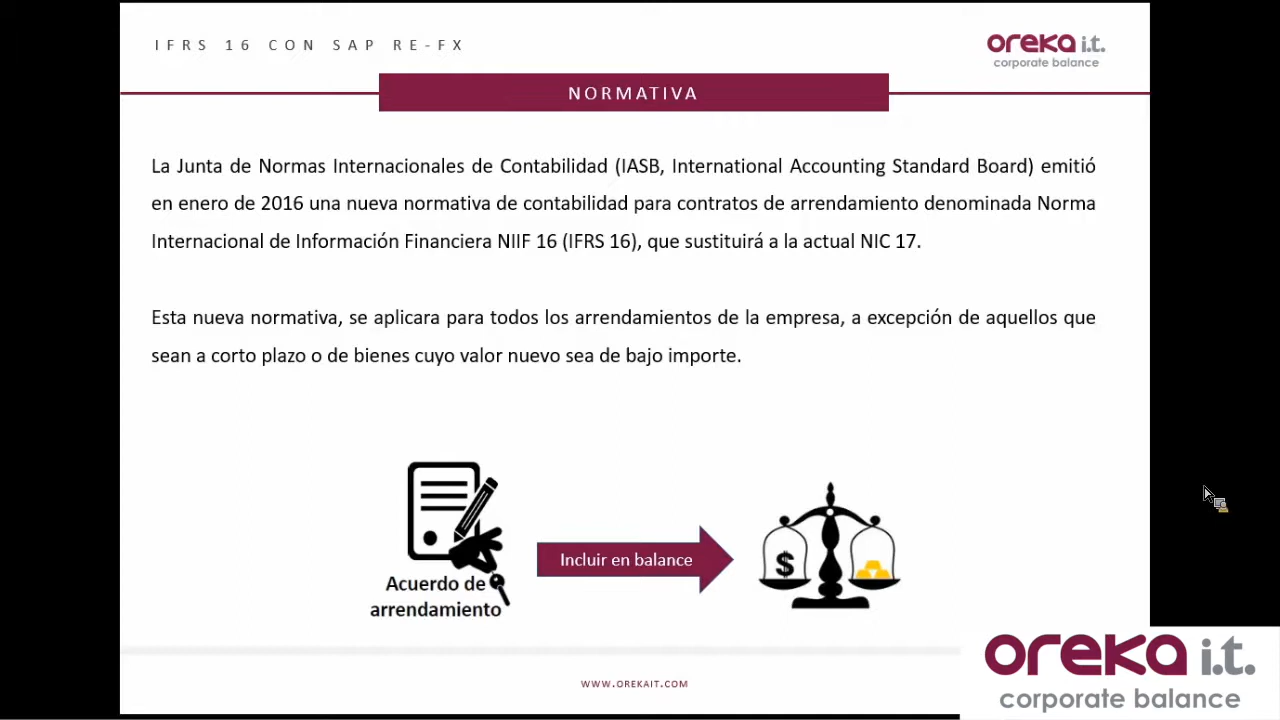 IFRS 16 CON SAP RE-FX
oreka i.t.
corporate balance
NORMATIVA
La Junta de Normas Internacionales de Contabilidad (IASB, International Accounting Standard Board) emitió
en enero de 2016 una nueva normativa de contabilidad para contratos de arrendamiento denominada Norma
Internacional de Información Financiera NIIF 16 (IFRS 16), que sustituirá a la actual NIC 17.
Esta nueva normativa, se aplicara para todos los arrendamientos de la empresa, a excepción de aquellos que
sean a corto plazo o de bienes cuyo valor nuevo sea de bajo importe.
Acuerdo de
arrendamiento
Incluir en balance
$
WWW.OREKAIT.COM
oreka i.t.
corporate balance